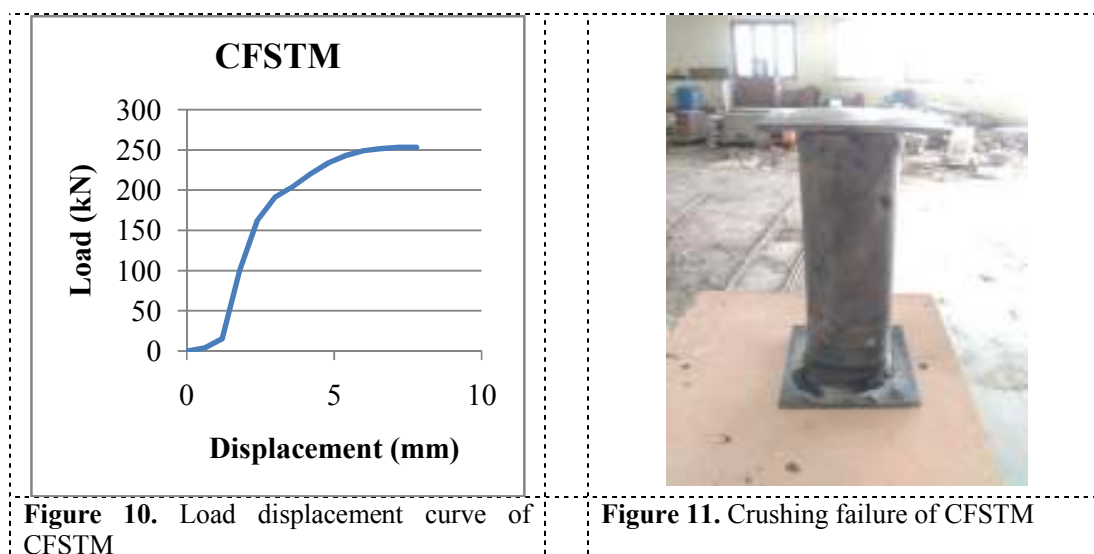 CFSTM
300
250
200
150
100
50
0
0 5 10
Load (kN)
Displacement (mm)
Figure 10. Load displacement curve of
CFSTM
Figure 11. Crushing failure of CFSTM